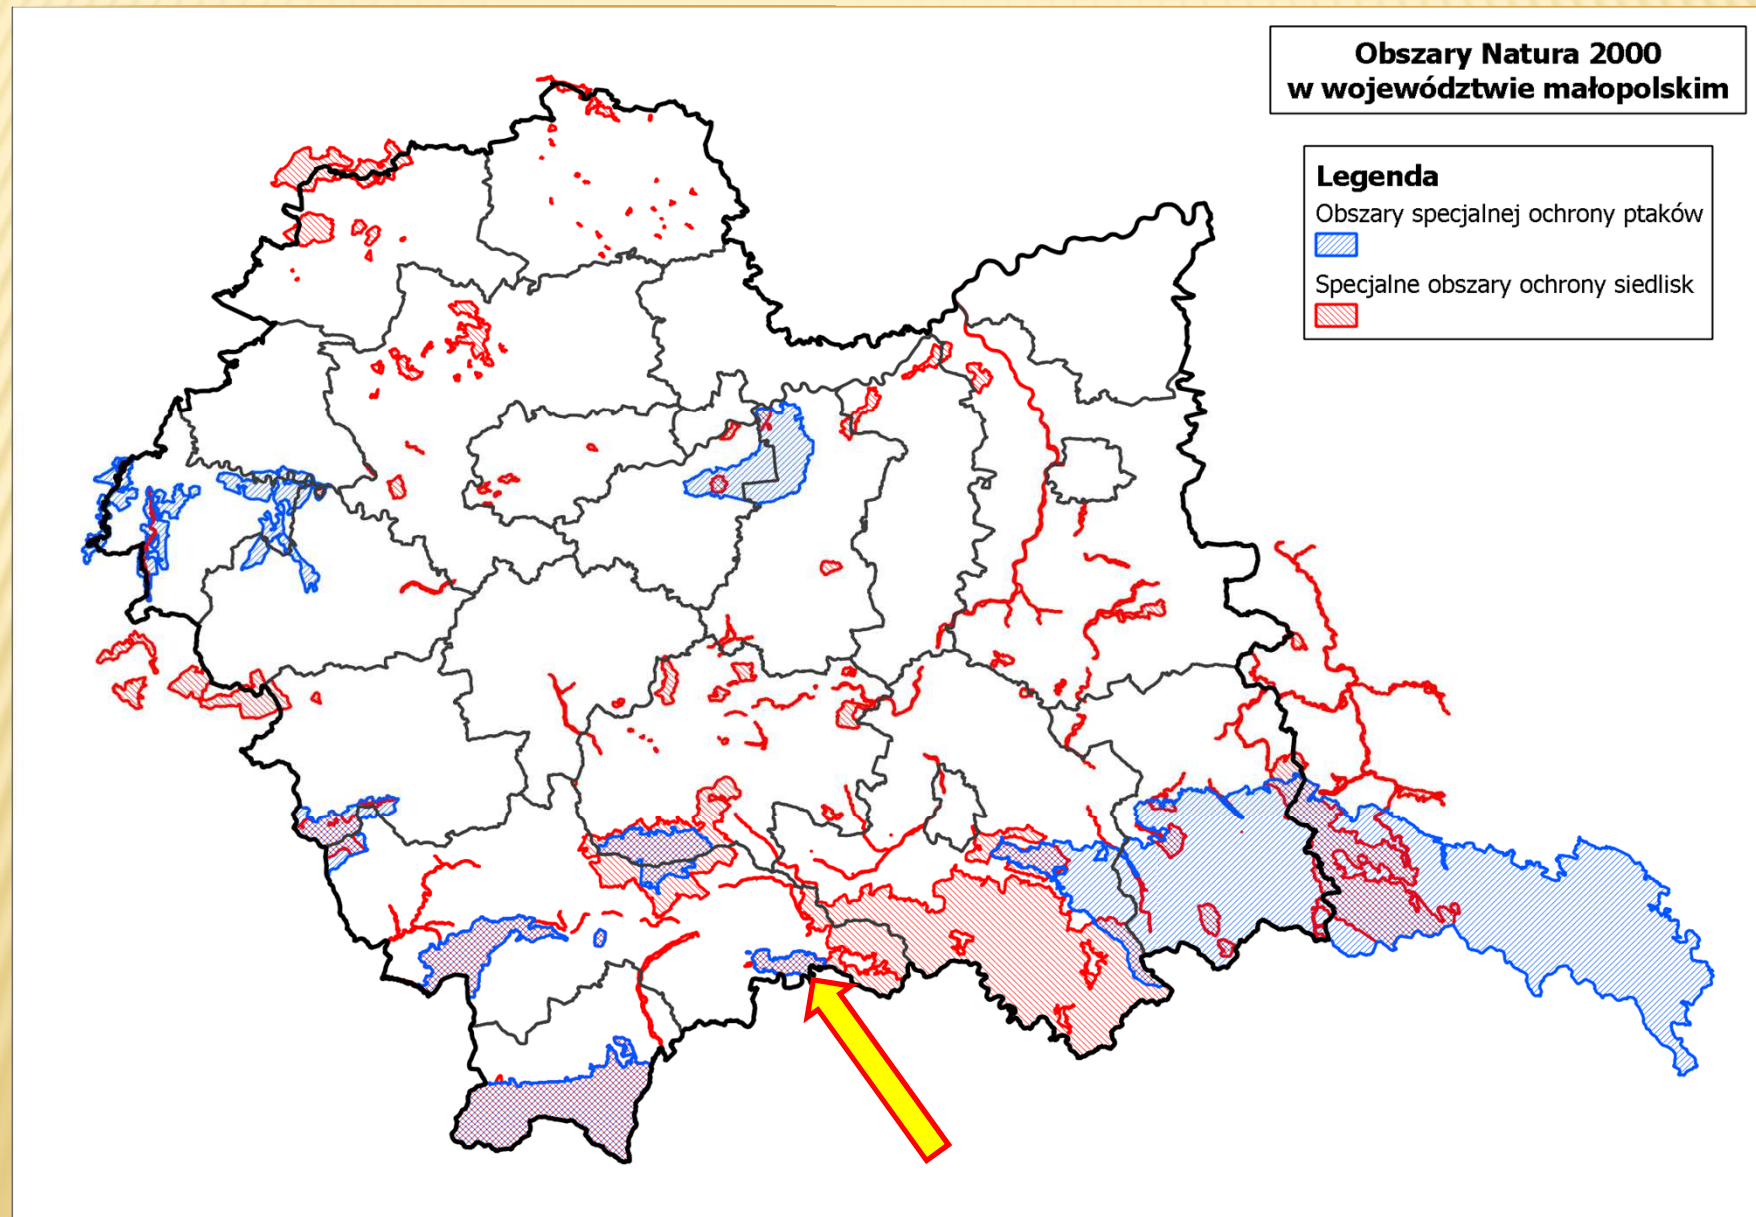 Obszary Natura 2000
w województwie małopolskim
Legenda
Obszary specjalnej ochrony ptaków
Specjalne obszary ochrony siedlisk